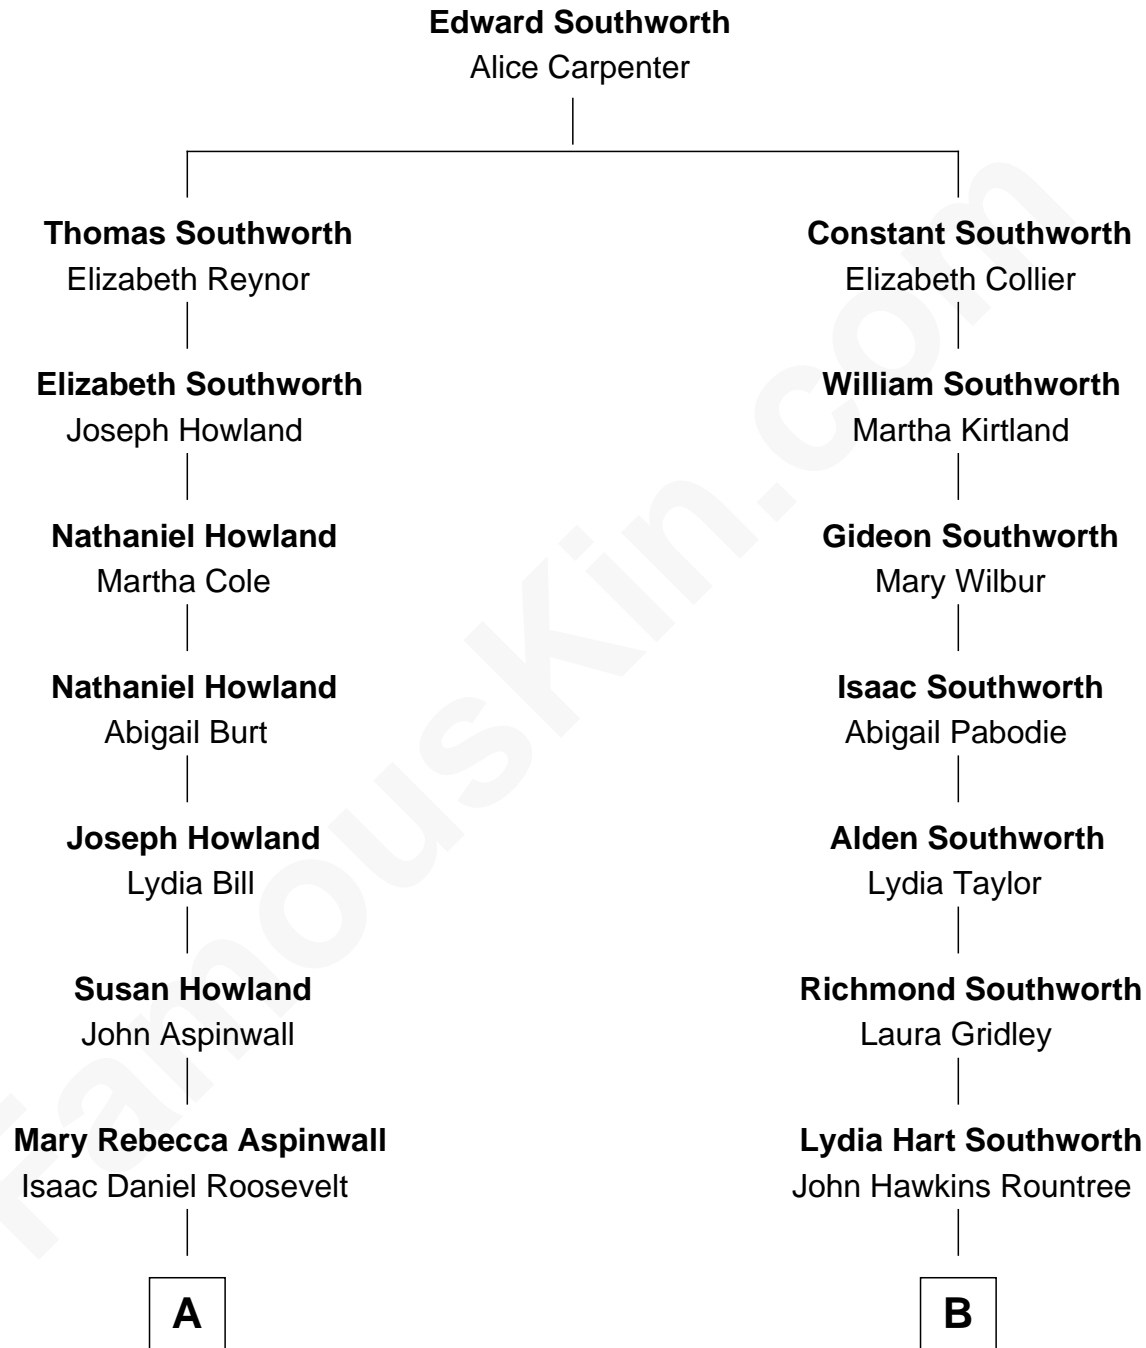 Edward Southworth
Alice Carpenter
Thomas Southworth
Elizabeth Reynor
Constant Southworth
Elizabeth Collier
Elizabeth Southworth
Joseph Howland
William Southworth
Martha Kirtland
Nathaniel Howland
Martha Cole
Gideon Southworth
Mary Wilbur
Nathaniel Howland
Abigail Burt
Isaac Southworth
Abigail Pabodie
Joseph Howland
Lydia Bill
Alden Southworth
Lydia Taylor
Susan Howland
John Aspinwall
Richmond Southworth
Laura Gridley
Mary Rebecca Aspinwall
Isaac Daniel Roosevelt
Lydia Hart Southworth
John Hawkins Rountree
A
B
FamousKin.com